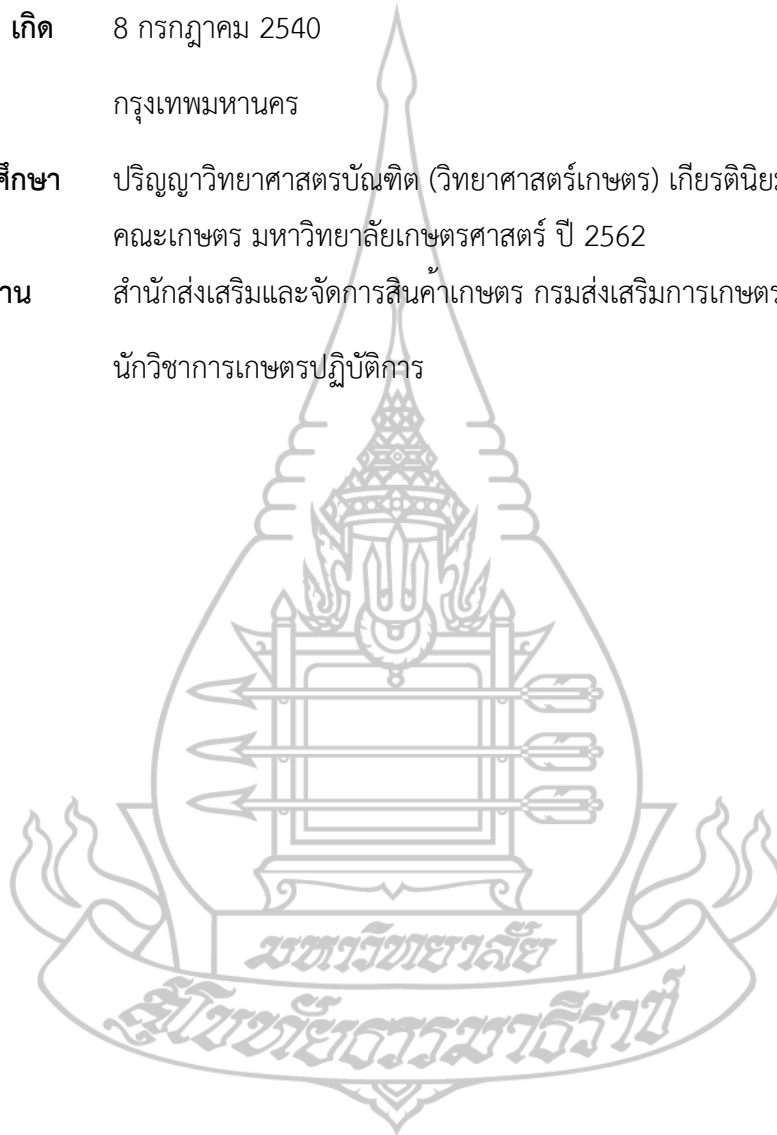 เกิด 8 กรกฎาคม 2540
กรุงเทพมหานคร
ศึกษา ปริญญาวิทยาศาสตรบัณฑิต (วิทยาศาสตร์เกษตร) เกียรตินิยม
คณะเกษตร มหาวิทยาลัยเกษตรศาสตร์ ปี 2562
าน สำนักส่งเสริมและจัดการสินค้าเกษตร กรมส่งเสริมการเกษตร
นักวิชาการเกษตรปฏิบัติการ
มหาวิทยาลัย
สุโขทัยธรรมาธิราช